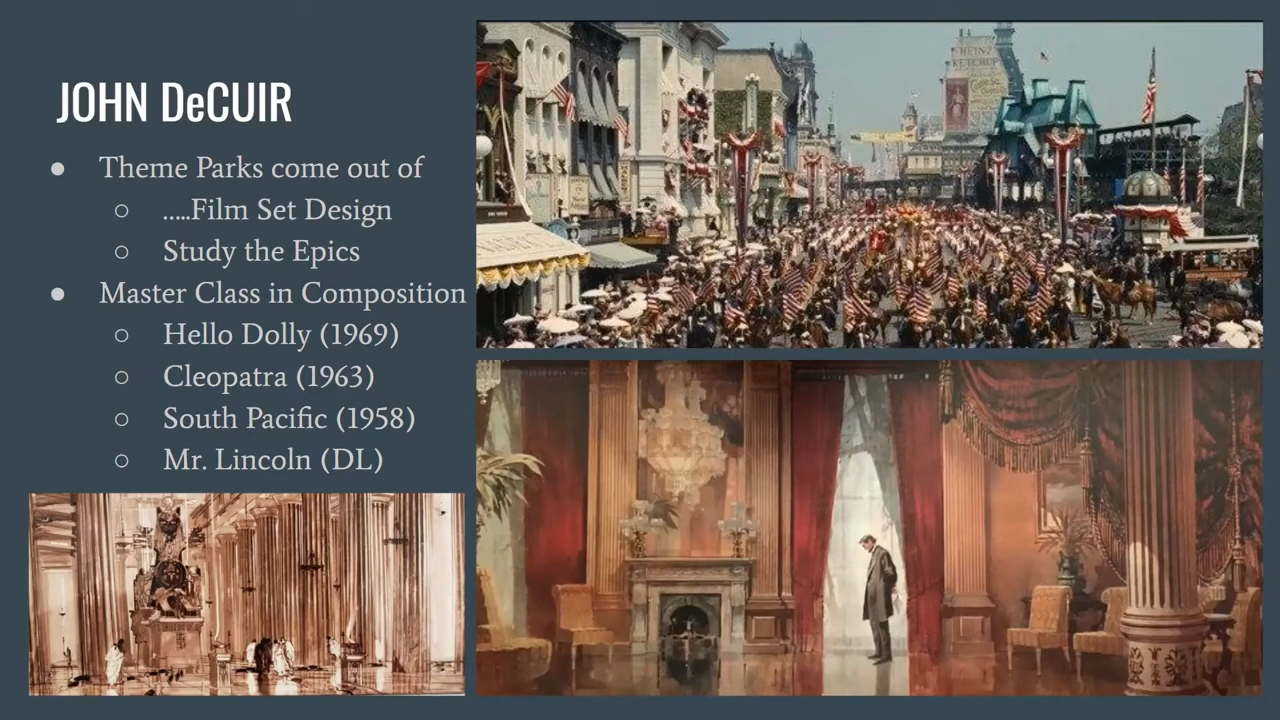 JOHN DeCUIR
● Theme Parks come out of
○ .....Film Set Design
○ Study the Epics
● Master Class in Composition
○ Hello Dolly (1969)
○ Cleopatra (1963)
○ South Pacific (1958)
○ Mr. Lincoln (DL)
HEINZ
KETCHUP